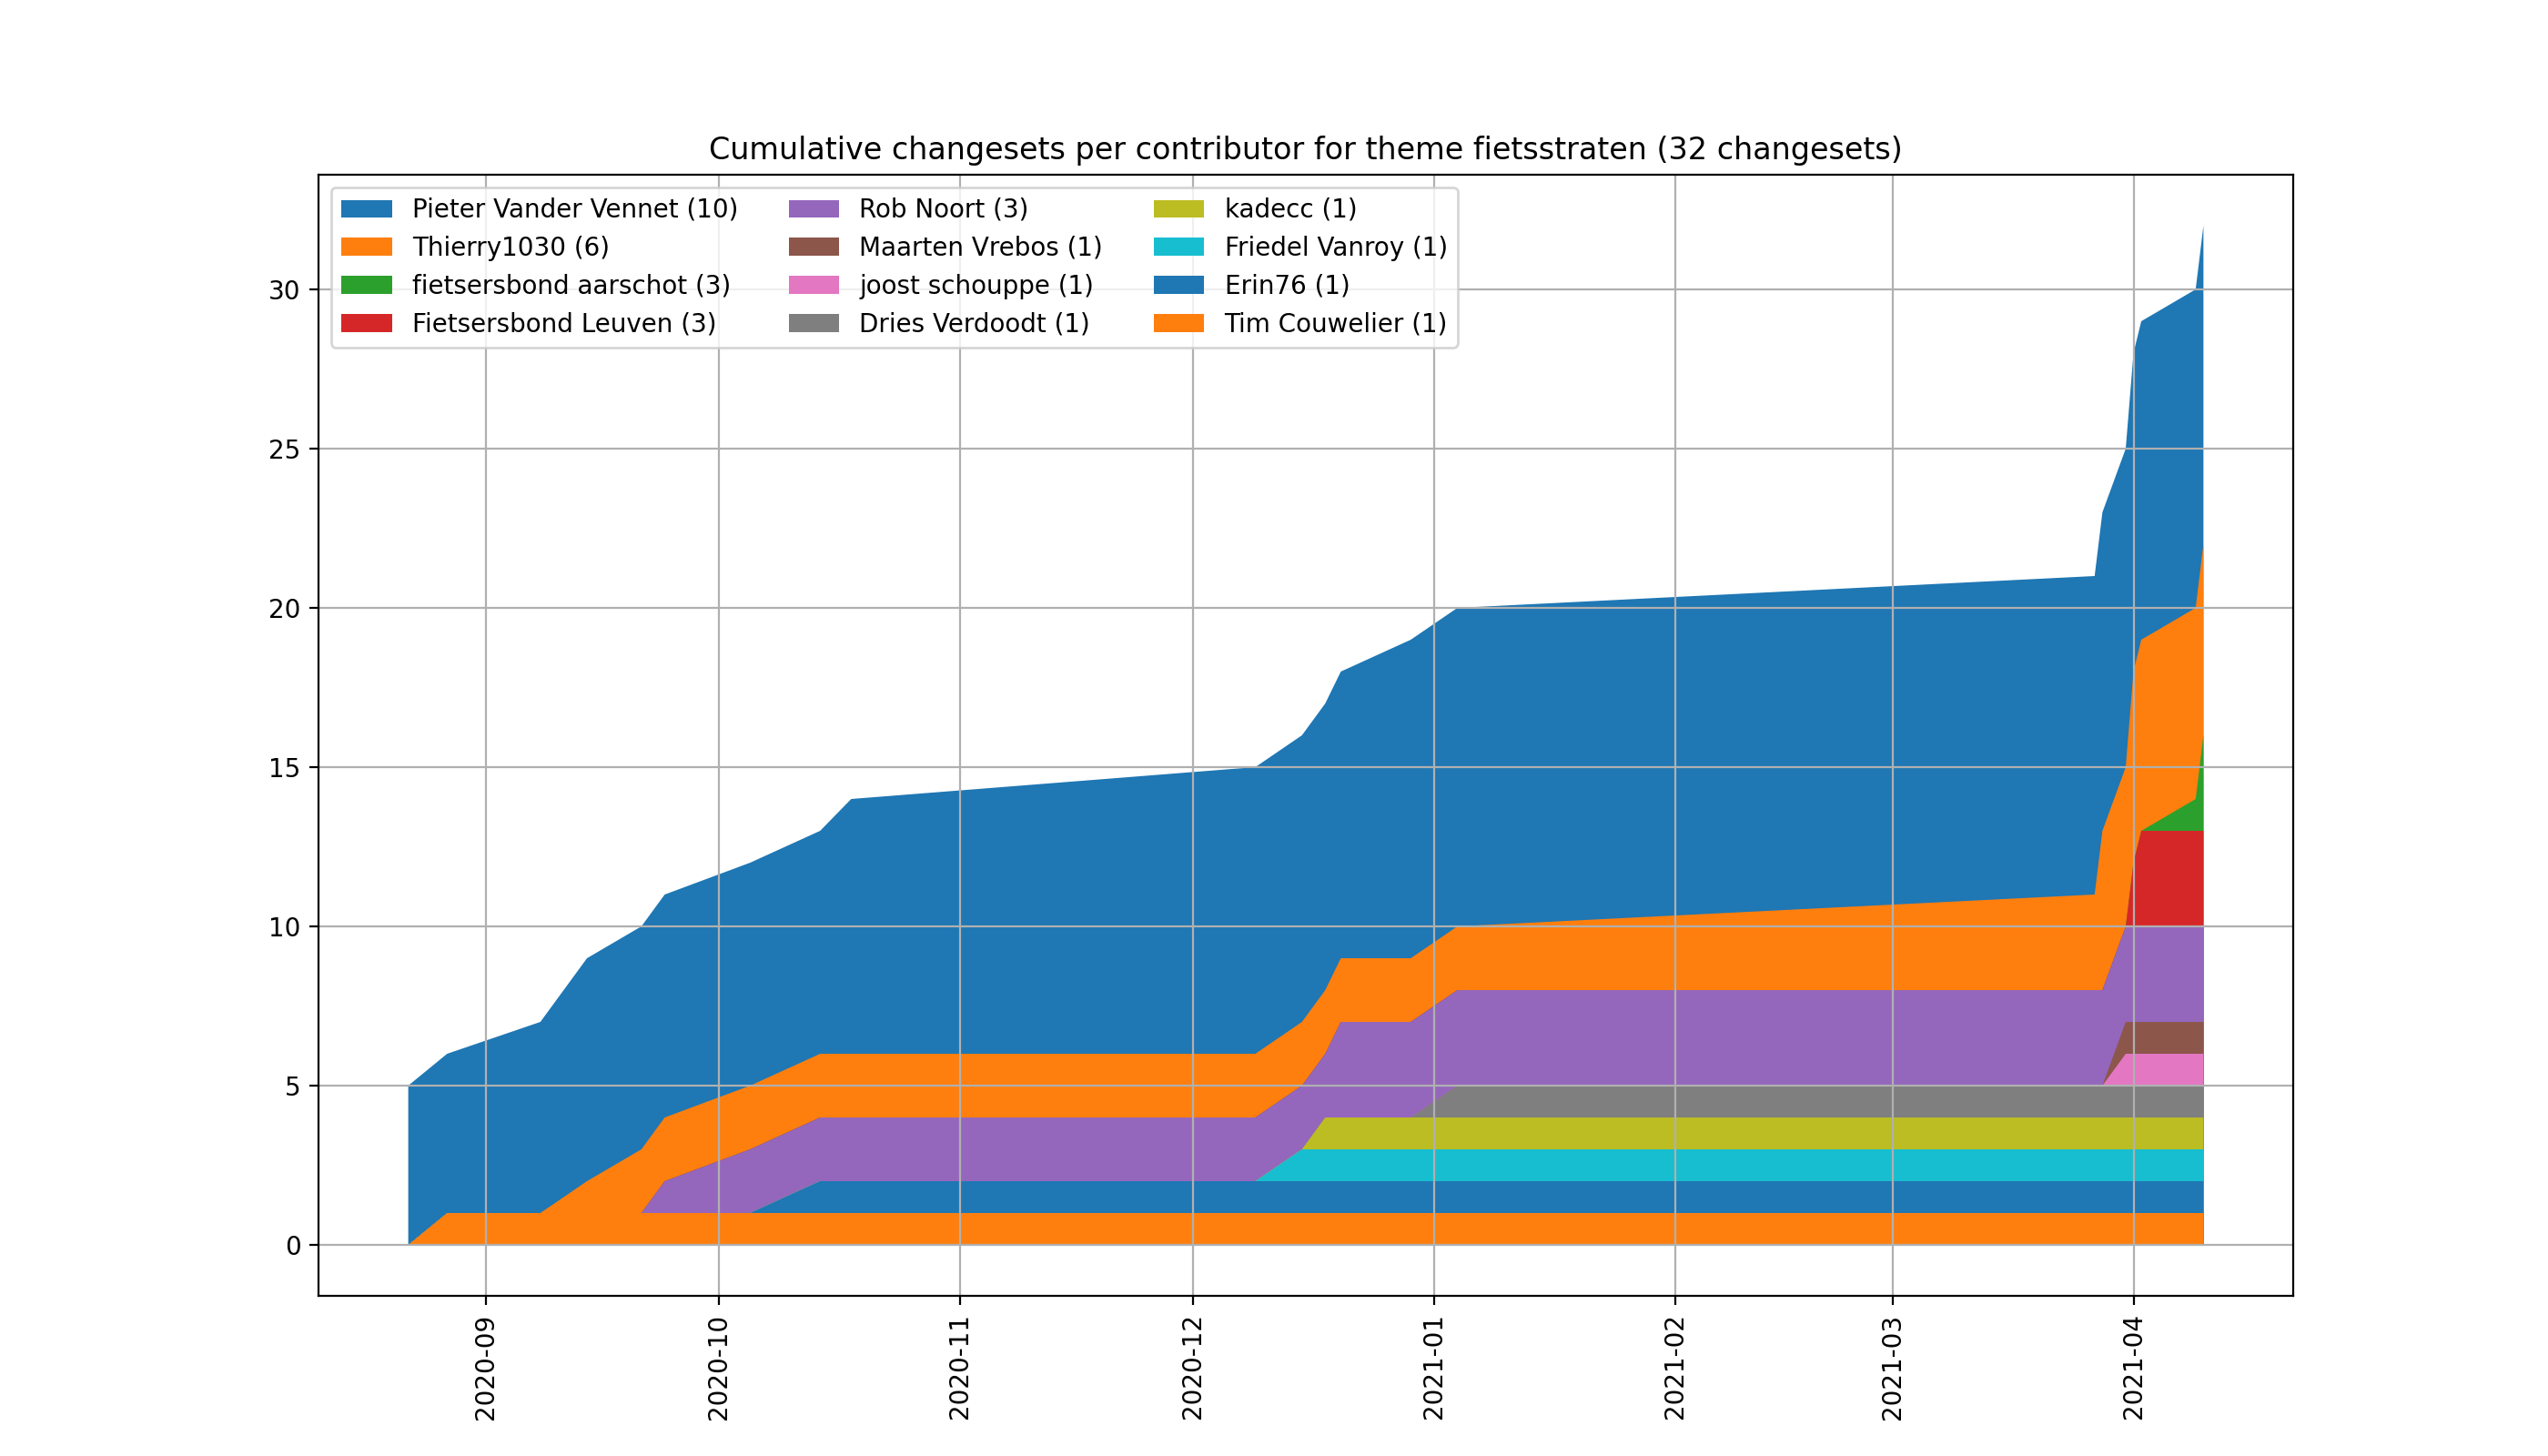 Cumulative changesets per contributor for theme fietsstraten (32 changesets)
Pieter Vander Vennet (10)
Thierry1030 (6)
fietsersbond aarschot (3)
Fietsersbond Leuven (3)
Rob Noort (3)
Maarten Vrebos (1)
joost schouppe (1)
Dries Verdoodt (1)
kadecc (1)
Friedel Vanroy (1)
Erin76 (1)
Tim Couwelier (1)
30
25
20
15
10
5
0
2020-09
2020-10
2020-11
2020-12
2021-01
2021-02
2021-03
2021-04